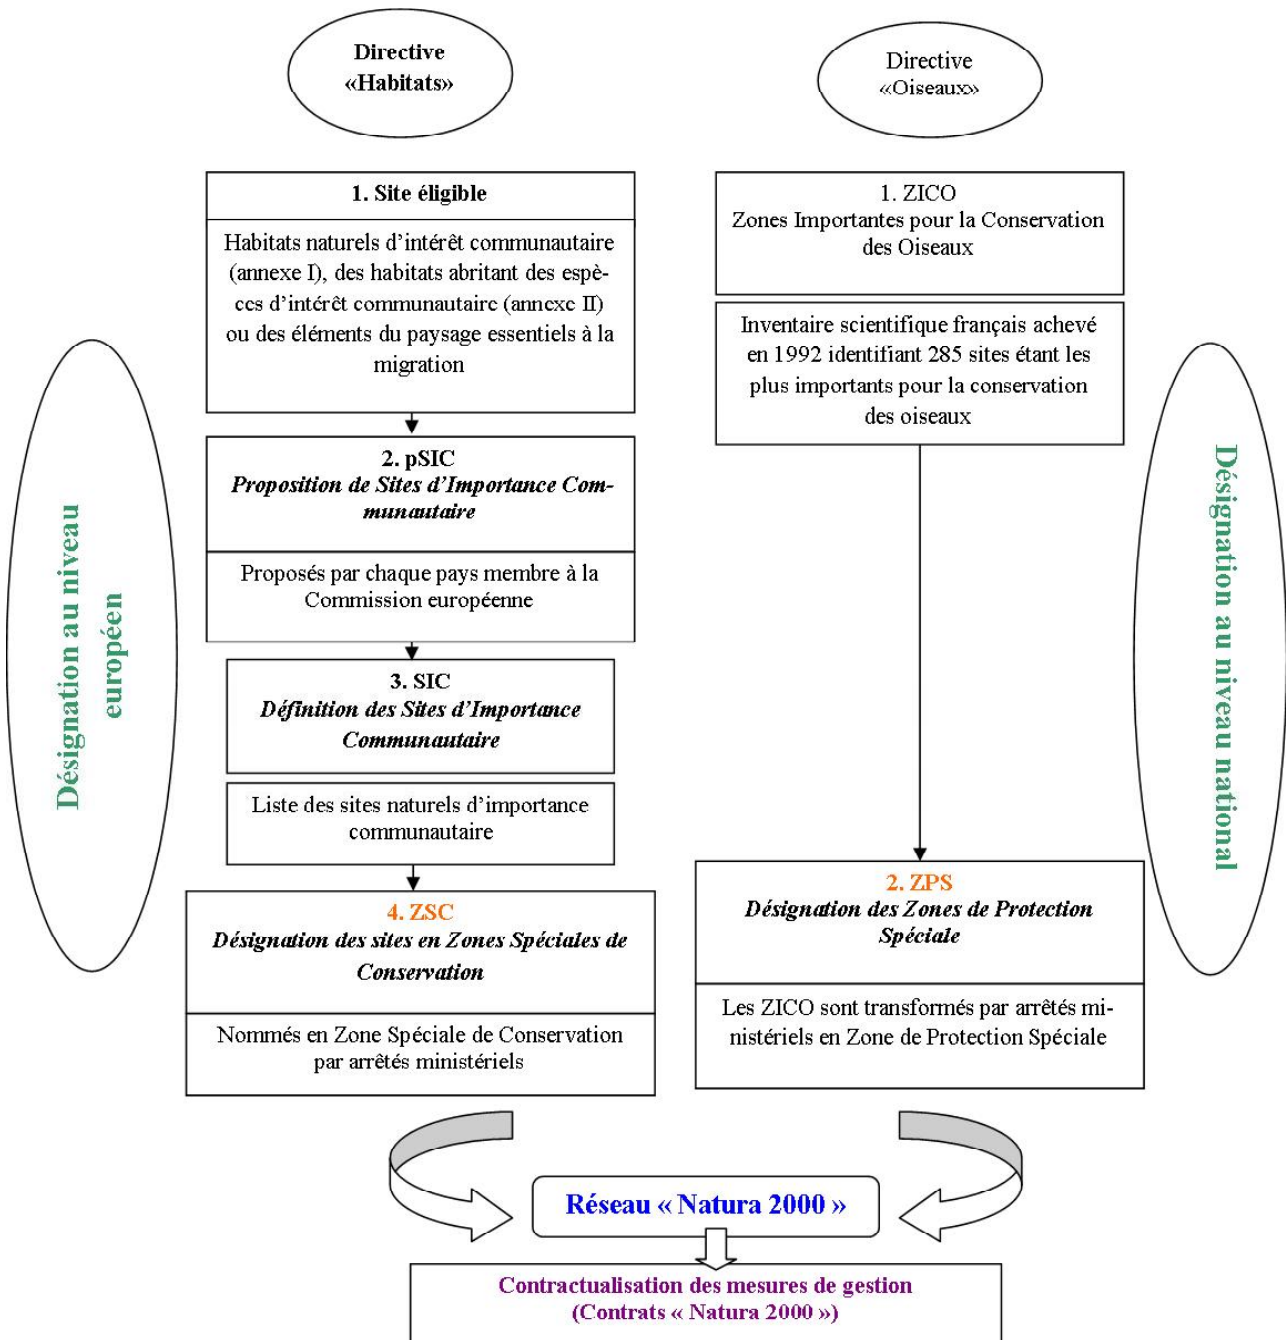 Directive
«Habitats»
Directive
«Oiseaux»
Désignation au niveau
européen
1. Site éligible
Habitats naturels d'intérêt communautaire
(annexe I), des habitats abritant des espè-
ces d'intérêt communautaire (annexe II)
ou des éléments du paysage essentiels à la
migration
2. pSIC
Proposition de Sites d'Importance Com-
munautaire
Proposés par chaque pays membre à la
Commission européenne
3. SIC
Définition des Sites d'Importance
Communautaire
Liste des sites naturels d'importance
communautaire
4. ZSC
Désignation des sites en Zones Spéciales de
Conservation
Nommés en Zone Spéciale de Conservation
par arrêtés ministériels
1. ZICO
Zones Importantes pour la Conservation
des Oiseaux
Inventaire scientifique français achevé
en 1992 identifiant 285 sites étant les
plus importants pour la conservation
des oiseaux
2. ZPS
Désignation des Zones de Protection
Spéciale
Les ZICO sont transformés par arrêtés mi-
nistériels en Zone de Protection Spéciale
Désignation au niveau national
Réseau « Natura 2000 »
Contractualisation des mesures de gestion
(Contrats « Natura 2000 »)